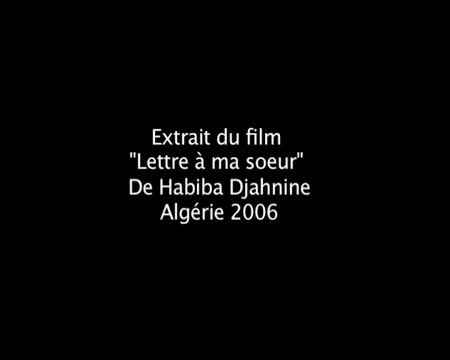 Extrait du film
"Lettre à ma soeur"
De Habiba Djahnine
Algérie 2006